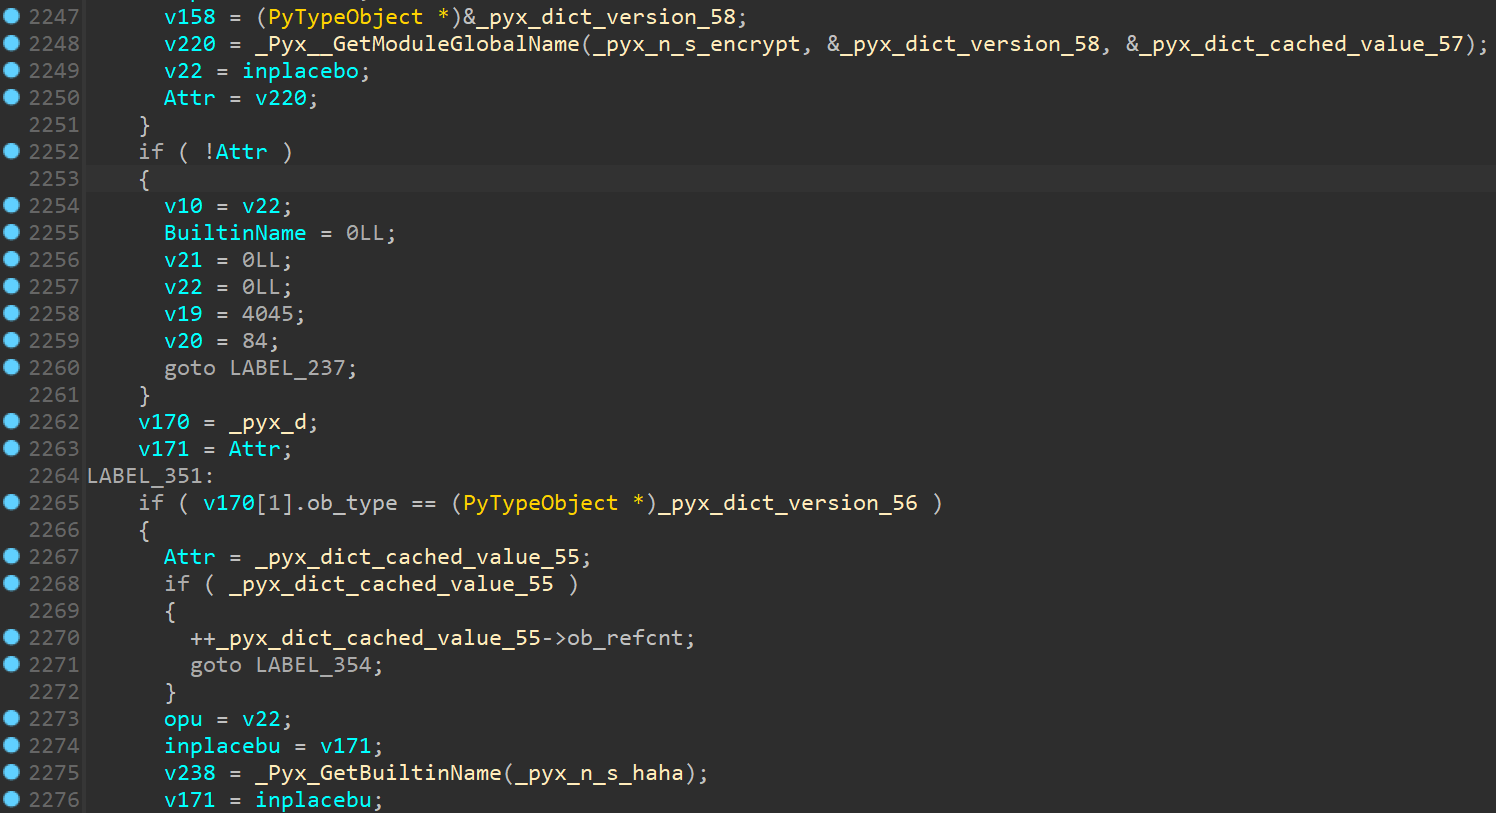 2247 v158 = (PyTypeObject *)&_pyx_dict_version_58;
2248 v220 = _Pyx__GetModuleGlobalName(_pyx_n_s_encrypt, &_pyx_dict_version_58, &_pyx_dict_cached_value_57);
2249 v22 = inplacebo;
2250 Attr = v220;
2251 }
2252 if ( !Attr )
2253 {
2254 v10 = v22;
2255 BuiltinName = 0LL;
2256 v21 = 0LL;
2257 v22 = 0LL;
2258 v19 = 4045;
2259 v20 = 84;
2260 goto LABEL_237;
2261 }
2262 v170 = _pyx_d;
2263 v171 = Attr;
2264 LABEL_351:
2265 if ( v170[1].ob_type == (PyTypeObject *)_pyx_dict_version_56 )
2266 {
2267 Attr = _pyx_dict_cached_value_55;
2268 if ( _pyx_dict_cached_value_55 )
2269 {
2270 ++_pyx_dict_cached_value_55->ob_refcnt;
2271 goto LABEL_354;
2272 }
2273 opu = v22;
2274 inplacebu = v171;
2275 v238 = _Pyx_GetBuiltinName(_pyx_n_s_haha);
2276 v171 = inplacebu;